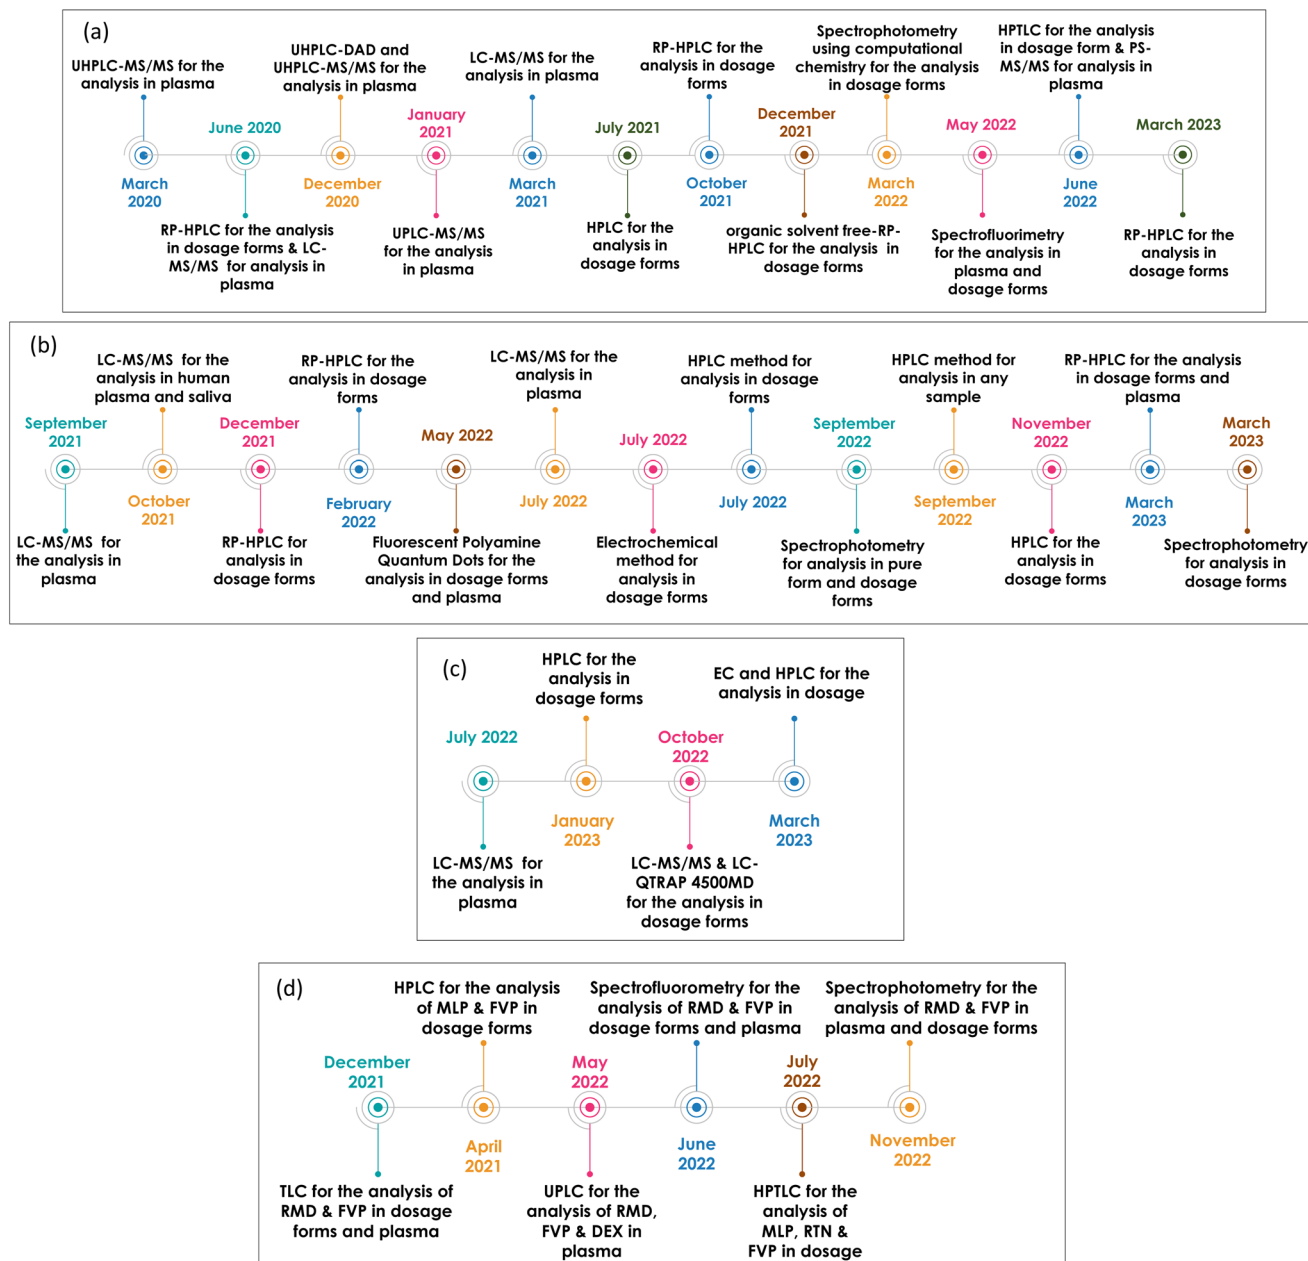 (a)
UHPLC-MS/MS for the
analysis in plasma
March
2020
June 2020
RP-HPLC for the analysis
in dosage forms & LC-
MS/MS for analysis in
plasma
UHPLC-DAD and
UHPLC-MS/MS for the
analysis in plasma
December
2020
January
2021
UPLC-MS/MS
for the analysis
in plasma
LC-MS/MS for the
analysis in plasma
March
2021
July 2021
HPLC for the
analysis in
dosage forms
RP-HPLC for the
analysis in dosage
forms
October
2021
December
2021
organic solvent free-RP-
HPLC for the analysis in
dosage forms
Spectrophotometry
using computational
chemistry for the analysis
in dosage forms
March
2022
May 2022
Spectrofluorimetry
for the analysis in
plasma and
dosage forms
HPTLC for the analysis
in dosage form & PS-
MS/MS for analysis in
plasma
June
2022
March 2023
RP-HPLC for the
analysis in
dosage forms
(b)
September
2021
LC-MS/MS for
the analysis in
plasma
LC-MS/MS for the
analysis in human
plasma and saliva
October
2021
December
2021
RP-HPLC for
analysis in
dosage forms
RP-HPLC for the
analysis in dosage
forms
February
2022
May 2022
Fluorescent Polyamine
Quantum Dots for the
analysis in dosage forms
and plasma
LC-MS/MS for the
analysis in
plasma
July 2022
July 2022
Electrochemical
method for
analysis in
dosage forms
HPLC method for
analysis in dosage
forms
July 2022
September
2022
Spectrophotometry
for analysis in pure
form and dosage
forms
HPLC method for
analysis in any
sample
September
2022
November
2022
HPLC for the
analysis in
dosage forms
RP-HPLC for the analysis
in dosage forms and
plasma
March
2023
March
2023
Spectrophotometry
for analysis in
dosage forms
(c)
July 2022
LC-MS/MS for
the analysis in
plasma
HPLC for the
analysis in
dosage forms
January
2023
October
2022
LC-MS/MS & LC-
QTRAP 4500MD
for the analysis in
dosage forms
EC and HPLC for the
analysis in dosage
March
2023
(d)
December
2021
TLC for the analysis of
RMD & FVP in dosage
forms and plasma
HPLC for the analysis
of MLP & FVP in
dosage forms
April
2021
May
2022
UPLC for the
analysis of RMD,
FVP & DEX in
plasma
Spectrofluorometry for the
analysis of RMD & FVP in
dosage forms and plasma
June
2022
July
2022
HPTLC for the
analysis of
MLP, RTN &
FVP in dosage
Spectrophotometry for the
analysis of RMD & FVP in
plasma and dosage forms
November
2022